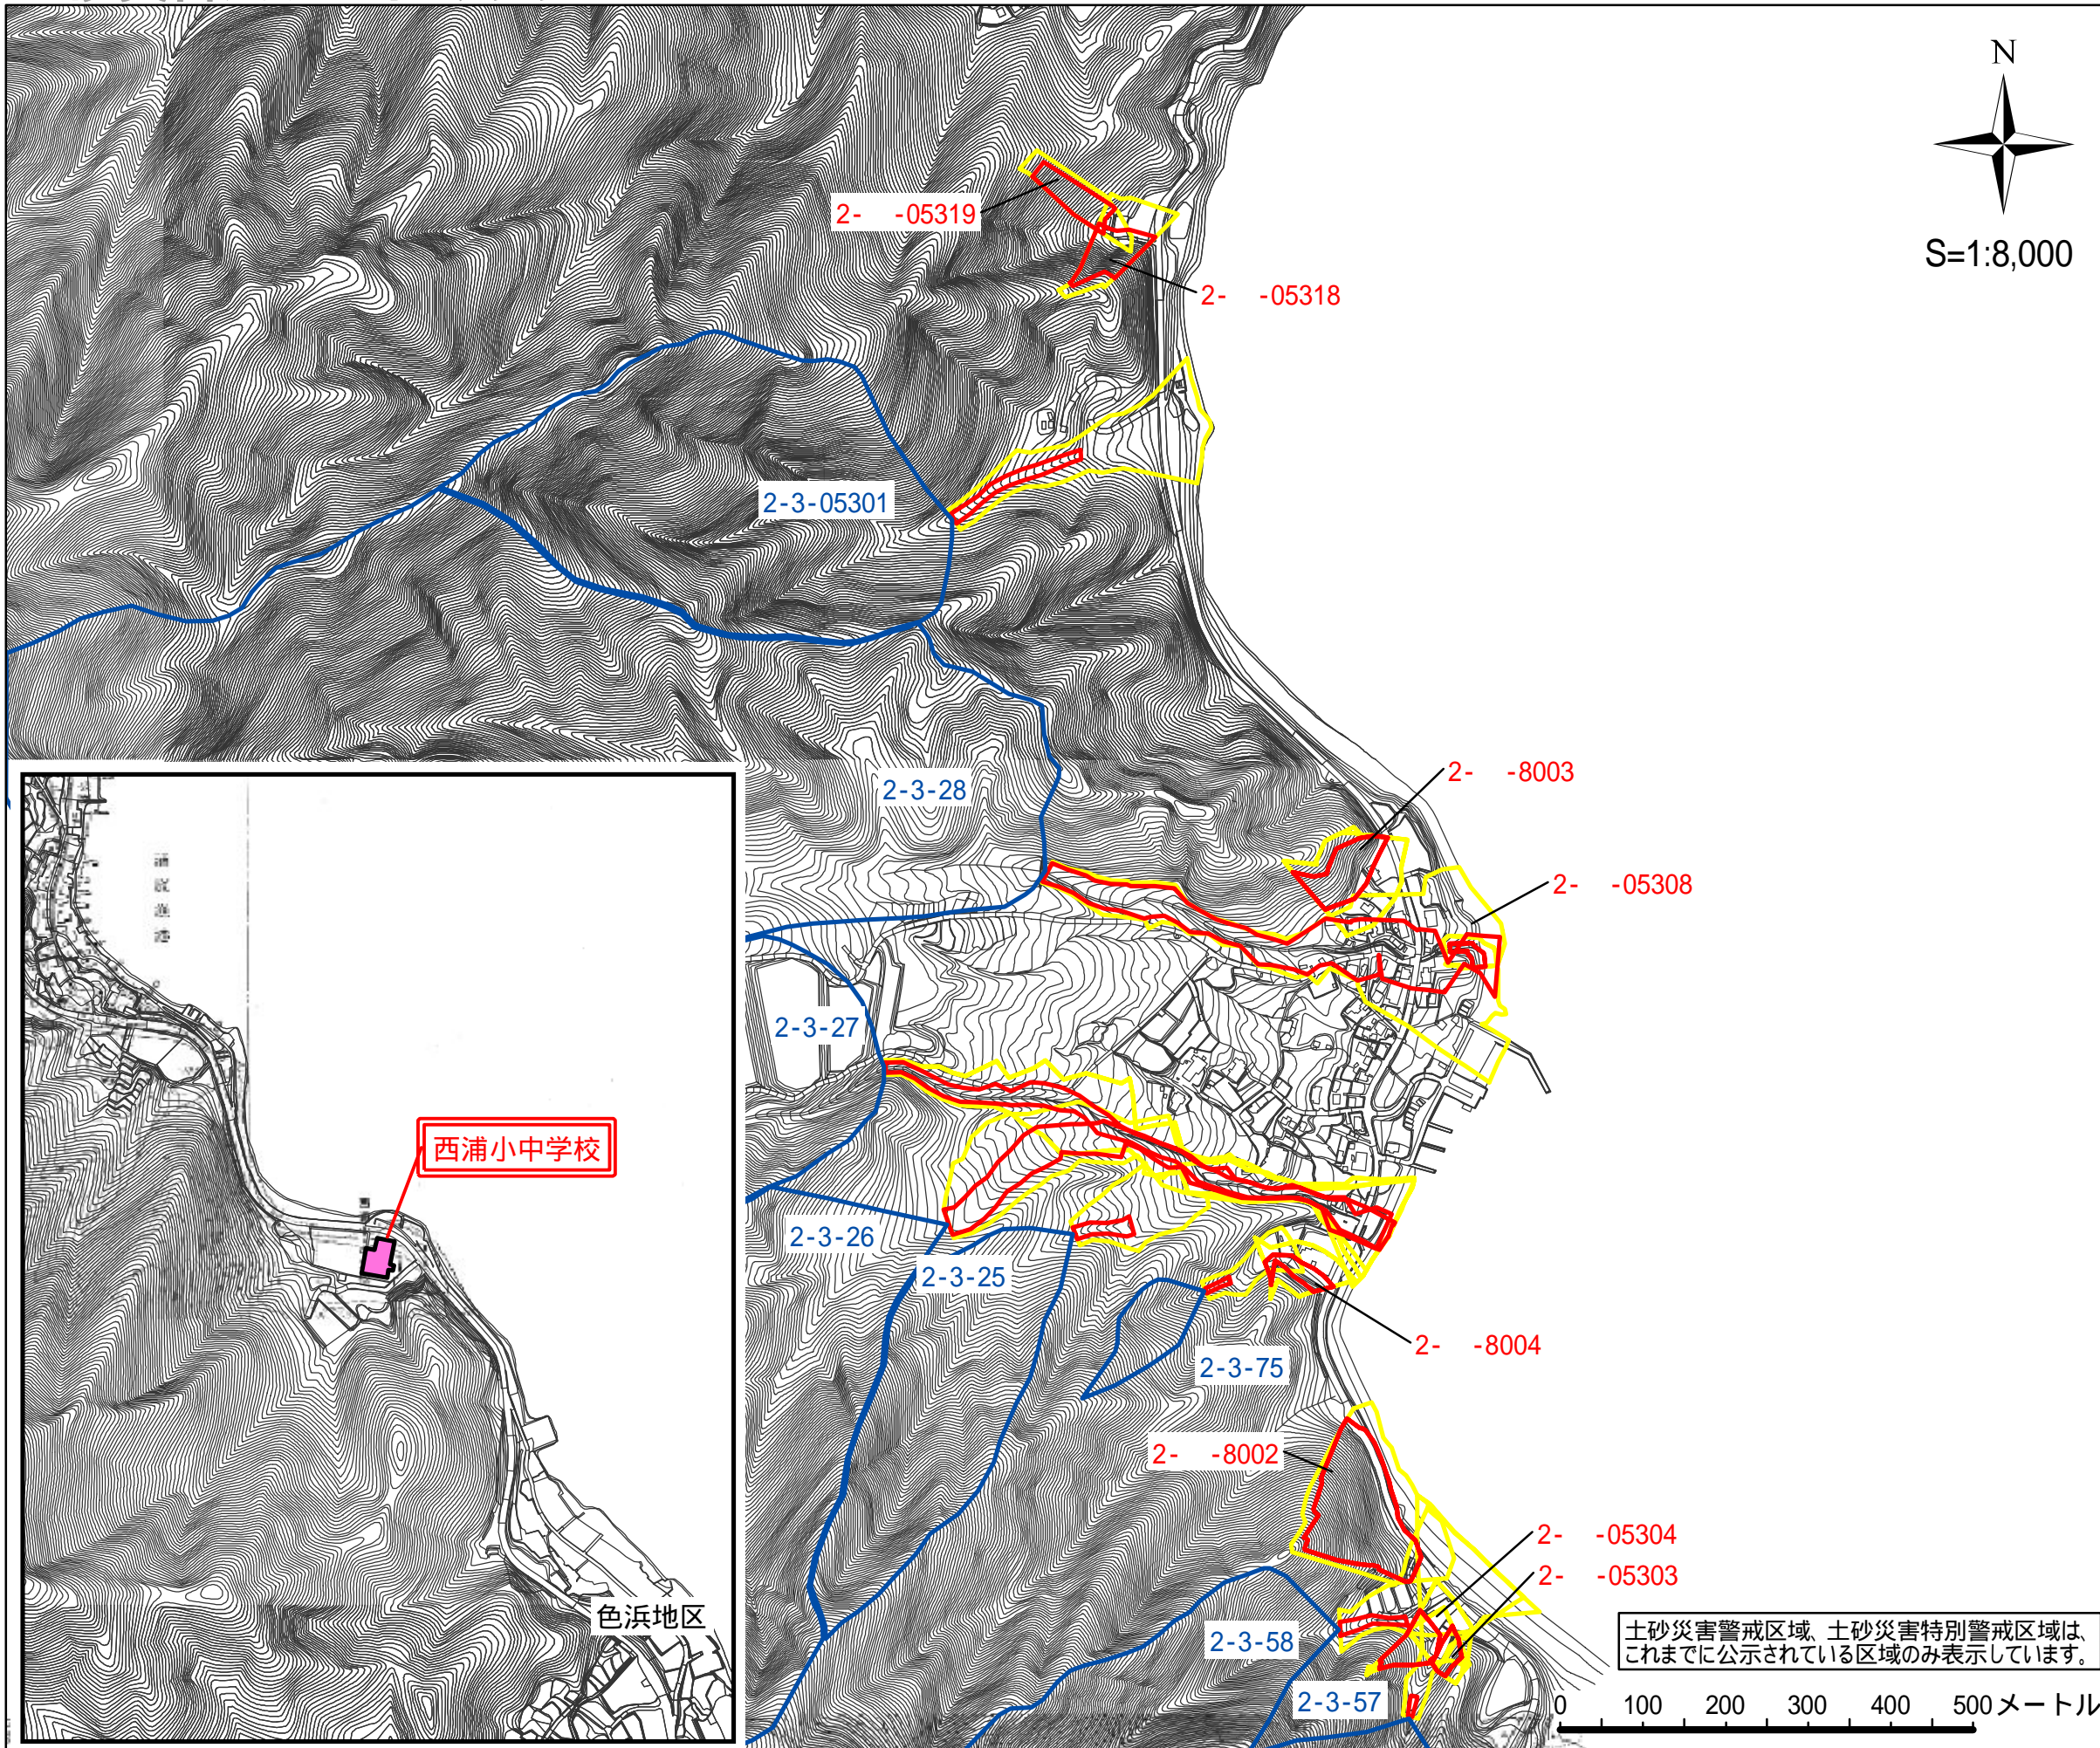 N
S=1:8,000
2- -05319
2- -05318
2-3-05301
2-3-28
2- -8003
2- -05308
2-3-27
西浦小中学校
2-3-26
2-3-25
2- -8004
2-3-75
2- -8002
2- -05304
2- -05303
色浜地区
2-3-58
土砂災害警戒区域、土砂災害特別警戒区域は、
これまでに公示されている区域のみ表示しています。
2-3-57
0 100 200 300 400 500メートル